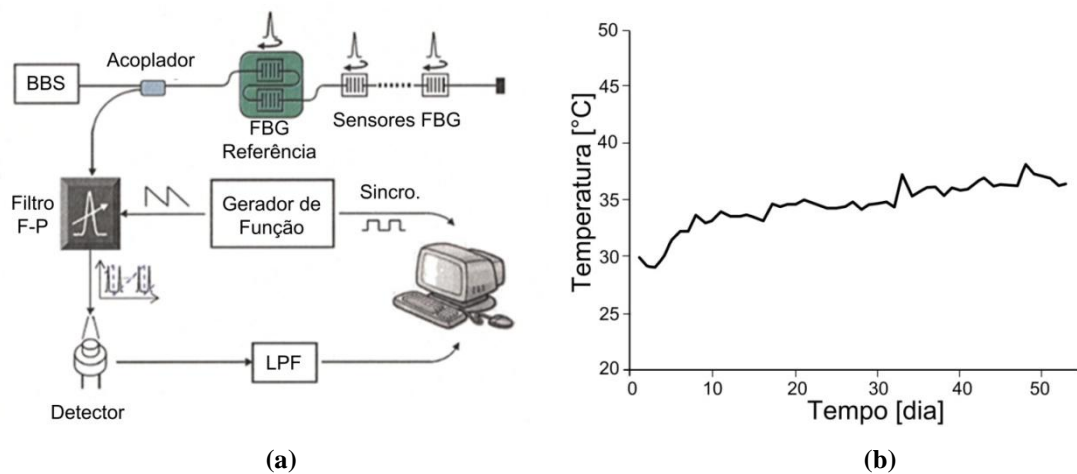 Acoplador
BBS
FBG
Referência
Sensores FBG
Filtro
F-P
Gerador de
Função
Sincro.
LPF
Detector
(a)
Temperatura [°C]
50
45
40
35
30
25
20
0
10
20
30
40
50
Tempo [dia]
(b)